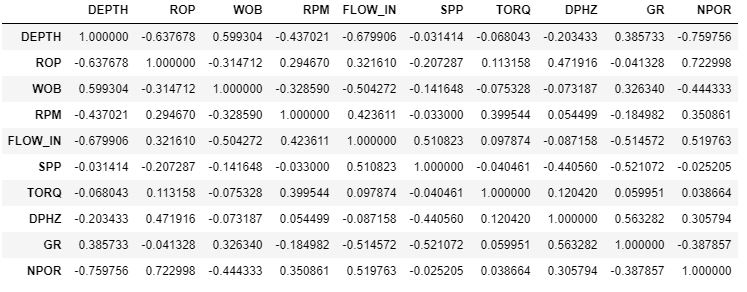 DEPTH ROP WOB RPM FLOW_IN SPP TORQ DPHZ GR NPOR
DEPTH 1.000000 -0.637678 0.599304 -0.437021 -0.679906 -0.031414 -0.068043 -0.203433 0.385733 -0.759756
ROP -0.637678 1.000000 -0.314712 0.294670 0.321610 -0.207287 0.113158 0.471916 -0.041328 0.722998
WOB 0.599304 -0.314712 1.000000 -0.328590 -0.504272 -0.141648 -0.075328 -0.073187 0.326340 -0.444333
RPM -0.437021 0.294670 -0.328590 1.000000 0.423611 -0.033000 0.399544 0.054499 -0.184982 0.350861
FLOW_IN -0.679906 0.321610 -0.504272 0.423611 1.000000 0.510823 0.097874 -0.087158 -0.514572 0.519763
SPP -0.031414 -0.207287 -0.141648 -0.033000 0.510823 1.000000 -0.040461 -0.440560 -0.521072 -0.025205
TORQ -0.068043 0.113158 -0.075328 0.399544 0.097874 -0.040461 1.000000 0.120420 0.059951 0.038664
DPHZ -0.203433 0.471916 -0.073187 0.054499 -0.087158 -0.440560 0.120420 1.000000 0.563282 0.305794
GR 0.385733 -0.041328 0.326340 -0.184982 -0.514572 -0.521072 0.059951 0.563282 1.000000 -0.387857
NPOR -0.759756 0.722998 -0.444333 0.350861 0.519763 -0.025205 0.038664 0.305794 -0.387857 1.000000